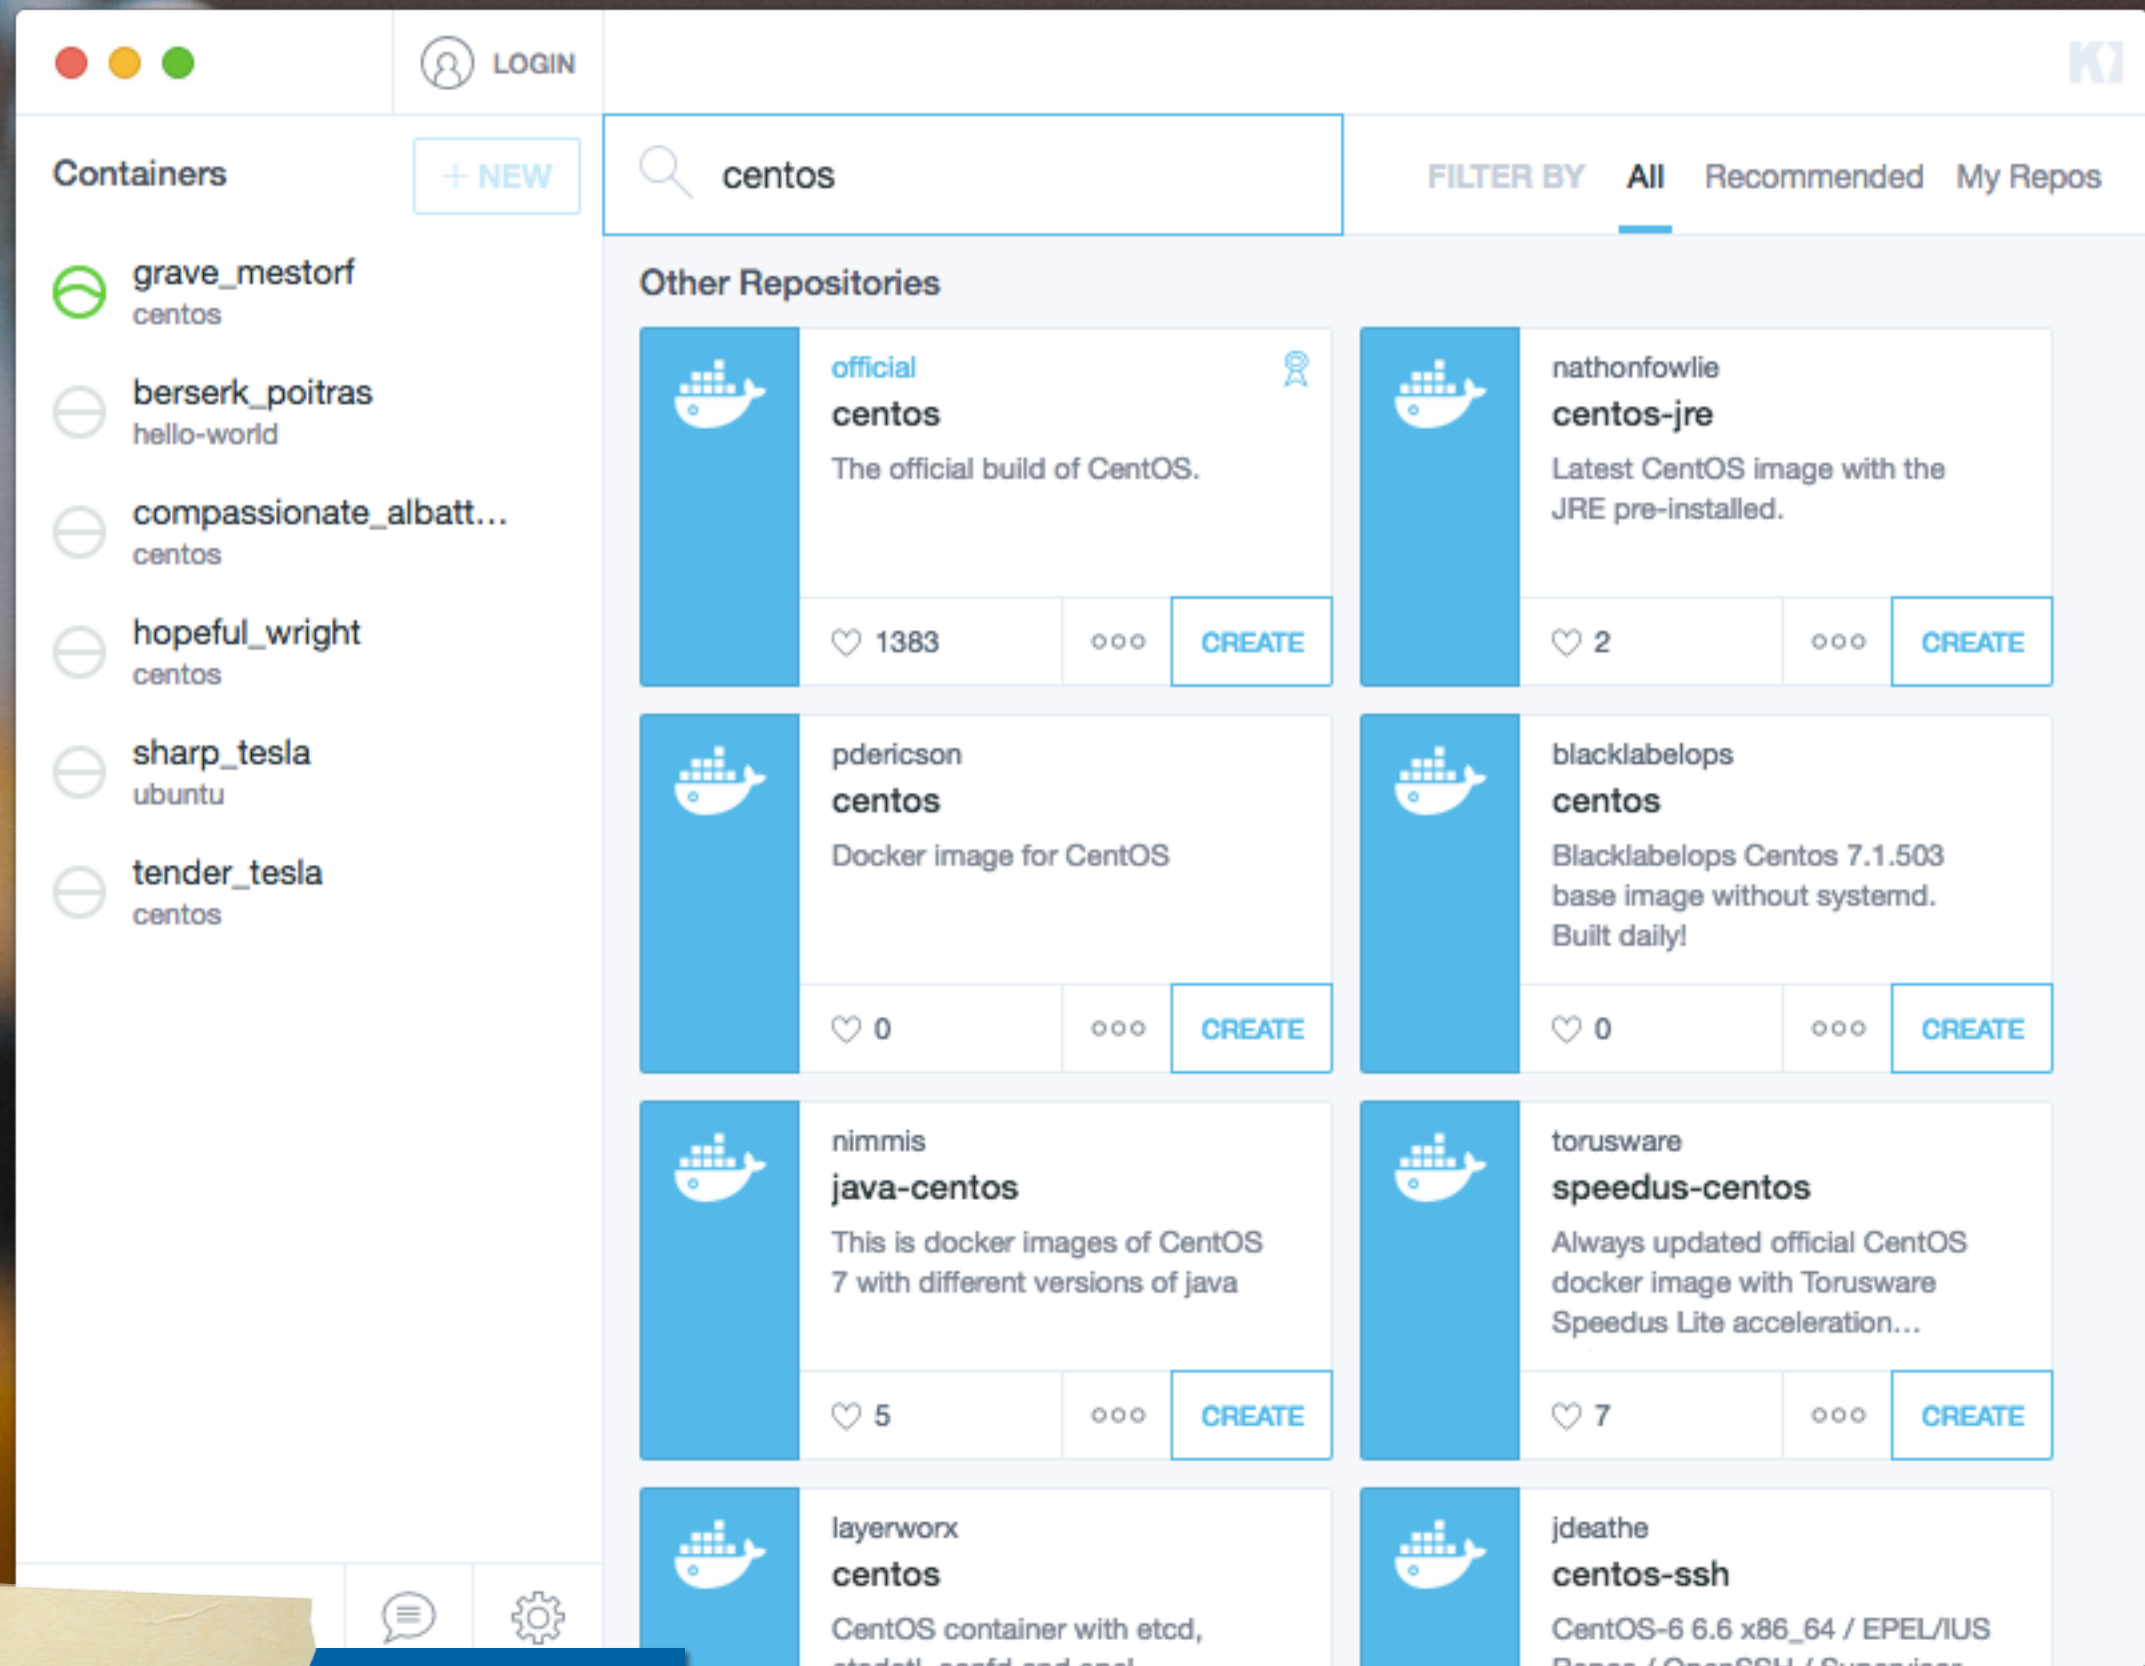 LOGIN
Containers
+ NEW
centos
FILTER BY All Recommended My Repos
grave_mestorf
centos
berserk_poitras
hello-world
compassionate_albatt...
centos
hopeful_wright
centos
sharp_tesla
ubuntu
tender_tesla
centos
Other Repositories
official
centos
The official build of CentOS.
1383
CREATE
nathonfowlie
centos-jre
Latest CentOS image with the
JRE pre-installed.
2
CREATE
pdericson
centos
Docker image for CentOS
0
CREATE
blacklabelops
centos
Blacklabelops Centos 7.1.503
base image without systemd.
Built daily!
0
CREATE
nimmis
java-centos
This is docker images of CentOS
7 with different versions of java
5
CREATE
torusware
speedus-centos
Always updated official CentOS
docker image with Torusware
Speedus Lite acceleration...
7
CREATE
layerworx
centos
CentOS container with etcd,
jdeathe
centos-ssh
CentOS-6 6.6 x86_64 / EPEL/IUS